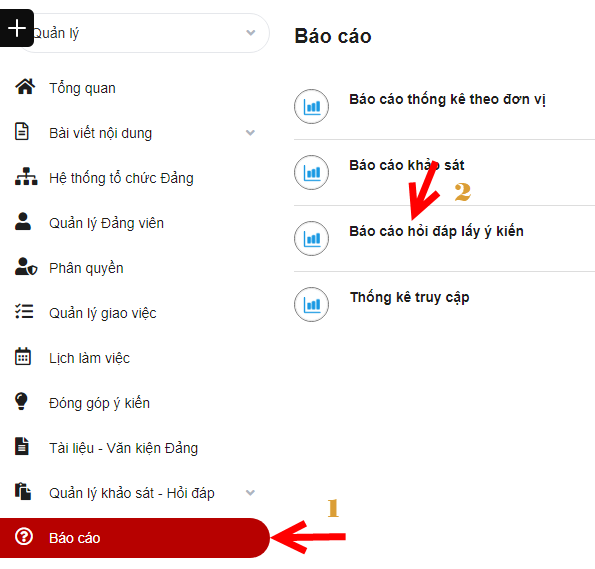 Quản lý
Tổng quan
Bài viết nội dung
Hệ thống tổ chức Đảng
Quản lý Đảng viên
Phân quyền
Quản lý giao việc
Lịch làm việc
Đóng góp ý kiến
Tài liệu - Văn kiện Đảng
Quản lý khảo sát - Hỏi đáp
Báo cáo
1
Báo cáo
Báo cáo thống kê theo đơn vị
Báo cáo khảo sát
2
Báo cáo hỏi đáp lấy ý kiến
Thống kê truy cập